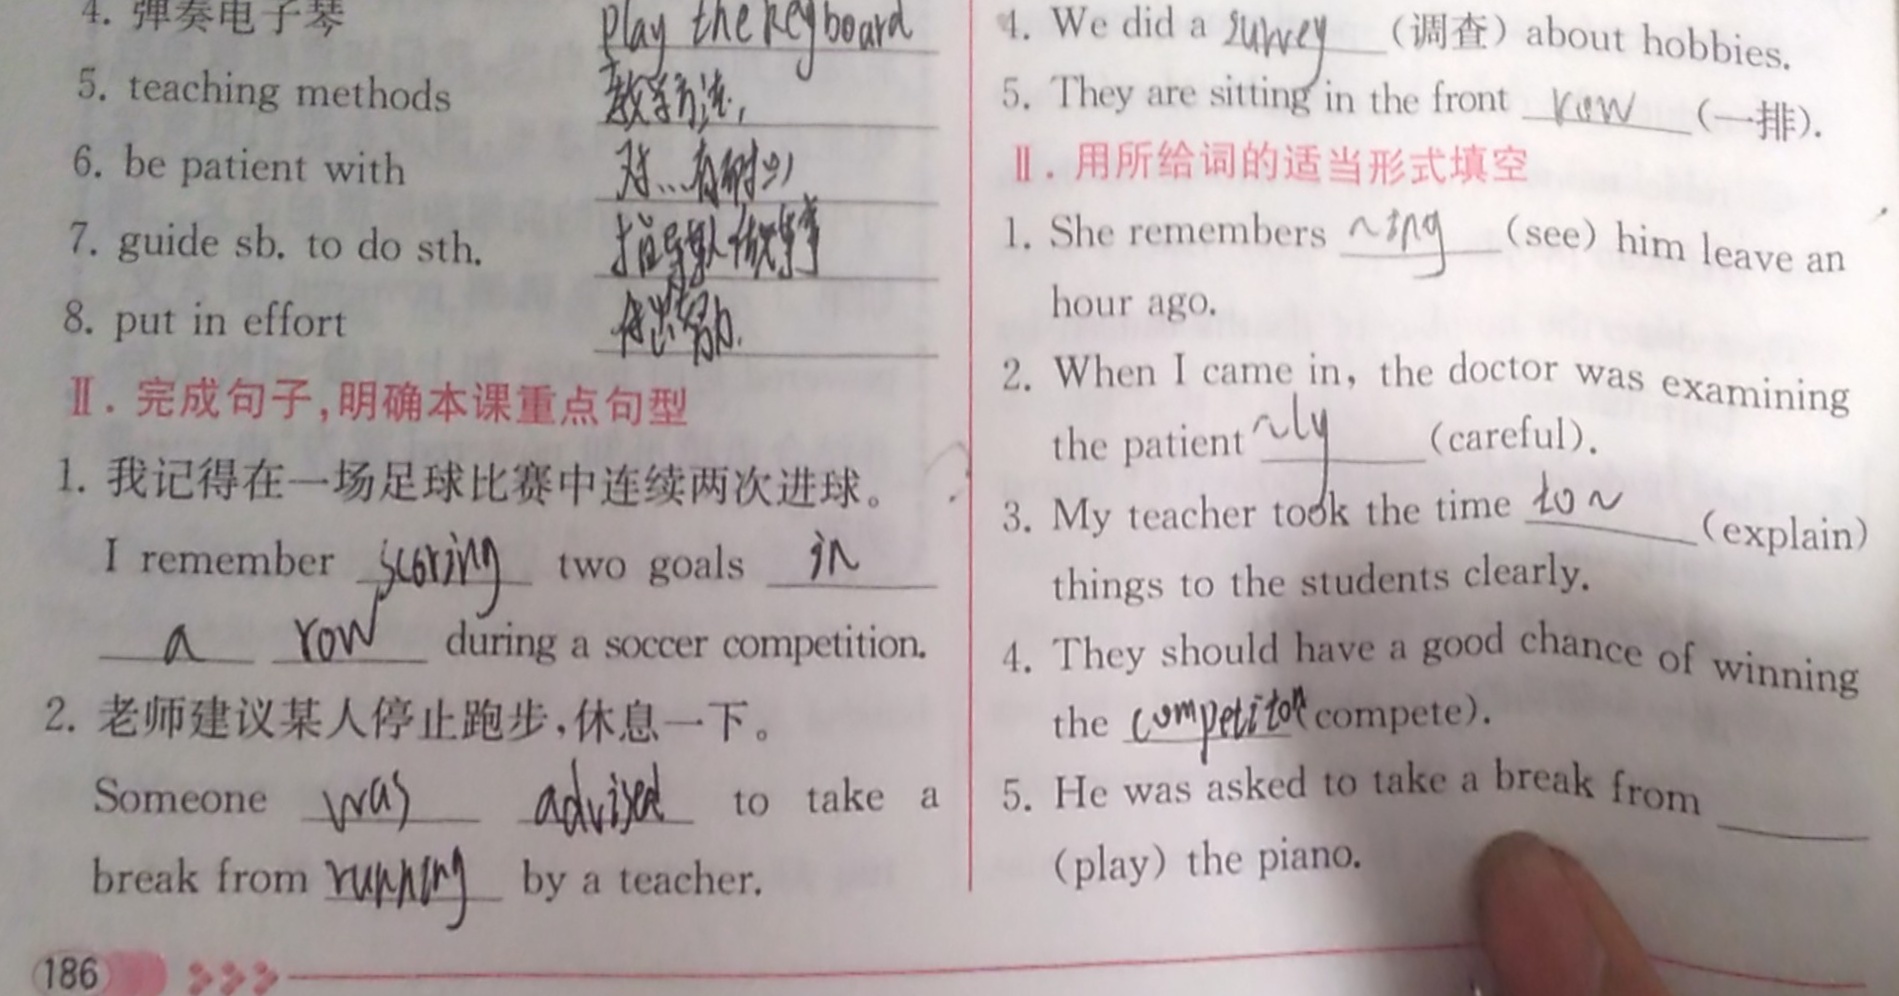 4. 弹奏电子琴 play the keyboard
5. teaching methods 教学方法
6. be patient with 对...有耐心
7. guide sb. to do sth. 指导某人做某事
8. put in effort 付出努力.
Ⅱ. 完成句子,明确本课重点句型
1. 我记得在一场足球比赛中连续两次进球。
I remember scoring two goals in
a row during a soccer competition.
2. 老师建议某人停止跑步,休息一下。
Someone was advised to take a
break from running by a teacher.
186
4. We did a survey (调查) about hobbies.
5. They are sitting in the front row (一排).
Ⅱ. 用所给词的适当形式填空
1. She remembers ~ing (see) him leave an
hour ago.
2. When I came in, the doctor was examining
the patient ~ly (careful).
3. My teacher took the time to ~ (explain)
things to the students clearly.
4. They should have a good chance of winning
the competiton compete).
5. He was asked to take a break from
(play) the piano.